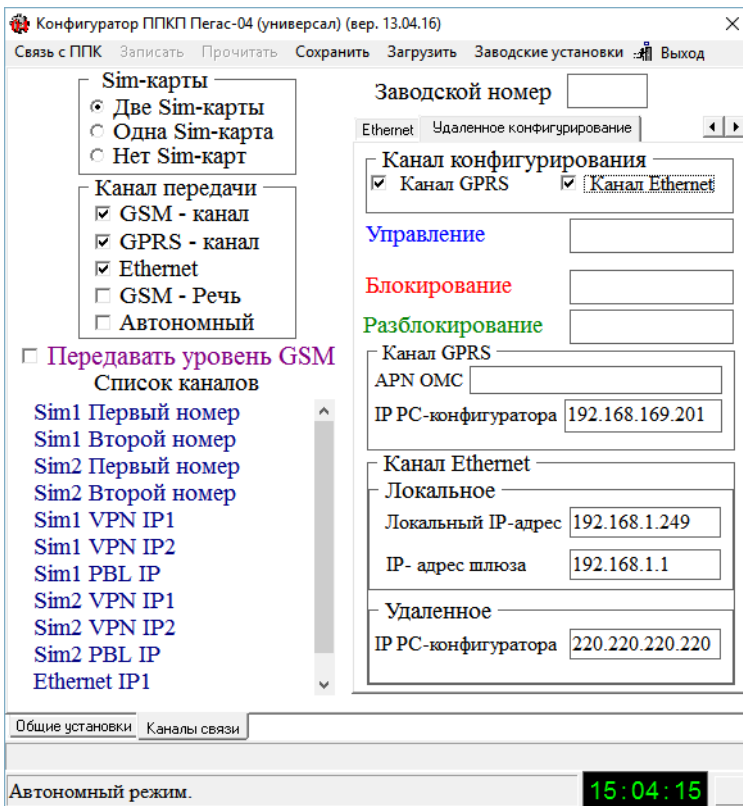 Конфигуратор ППКП Пегас-04 (универсал) (вер. 13.04.16)
Связь с ППК Записать Прочитать Сохранить Загрузить Заводские установки Выход
Sim-карты
Две Sim-карты
Одна Sim-карта
Нет Sim-карт
Канал передачи
GSM - канал
GPRS - канал
Ethernet
GSM - Речь
Автономный
Передавать уровень GSM
Список каналов
Sim1 Первый номер
Sim1 Второй номер
Sim2 Первый номер
Sim2 Второй номер
Sim1 VPN IP1
Sim1 VPN IP2
Sim1 PBL IP
Sim2 VPN IP1
Sim2 VPN IP2
Sim2 PBL IP
Ethernet IP1
Заводской номер
Ethernet Удаленное конфигурирование
Канал конфигурирования
Канал GPRS Канал Ethernet
Управление
Блокирование
Разблокирование
Канал GPRS
APN ОМС
IP PC-конфигуратора 192.168.169.201
Канал Ethernet
Локальное
Локальный IP-адрес 192.168.1.249
IP- адрес шлюза 192.168.1.1
Удаленное
IP PC-конфигуратора 220.220.220.220
Общие установки Каналы связи
Автономный режим. 15:04:15